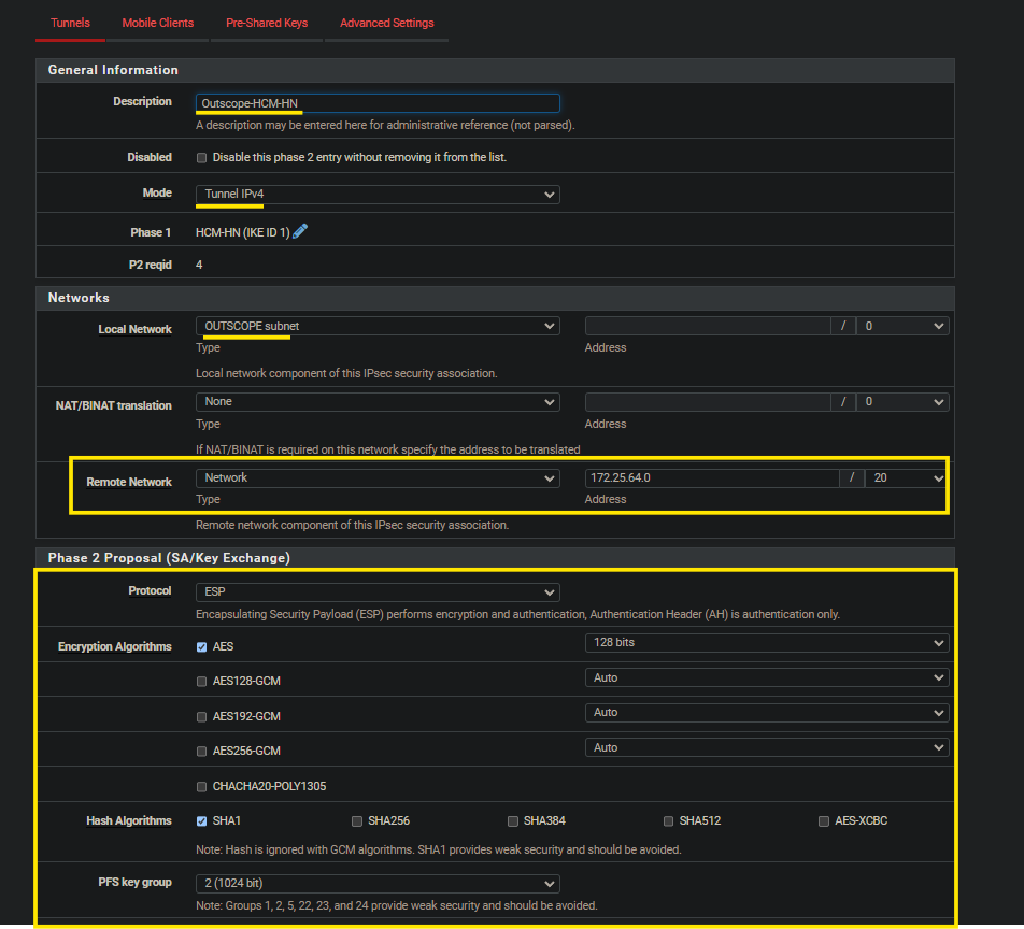 Tunnels Mobile Clients Pre-Shared Keys Advanced Settings
General Information
Description Outscope-HCM-HN
A description may be entered here for administrative reference (not parsed).
Disabled Disable this phase 2 entry without removing it from the list.
Mode Tunnel IPv4
Phase 1 HCM-HN (IKE ID 1)
P2 reqid 4
Networks
Local Network OUTSCOPE subnet / 0
Type Address
Local network component of this IPsec security association.
NAT/BINAT translation None / 0
Type Address
If NAT/BINAT is required on this network specify the address to be translated
Remote Network Network 172.25.64.0 / 20
Type Address
Remote network component of this IPsec security association.
Phase 2 Proposal (SA/Key Exchange)
Protocol ESP
Encapsulating Security Payload (ESP) performs encryption and authentication, Authentication Header (AH) is authentication only.
Encryption Algorithms AES 128 bits
AES128-GCM Auto
AES192-GCM Auto
AES256-GCM Auto
CHACHA20-POLY1305
Hash Algorithms SHA1 SHA256 SHA384 SHA512 AES-XCBC
Note: Hash is ignored with GCM algorithms. SHA1 provides weak security and should be avoided.
PFS key group 2 (1024 bit)
Note: Groups 1, 2, 5, 22, 23, and 24 provide weak security and should be avoided.